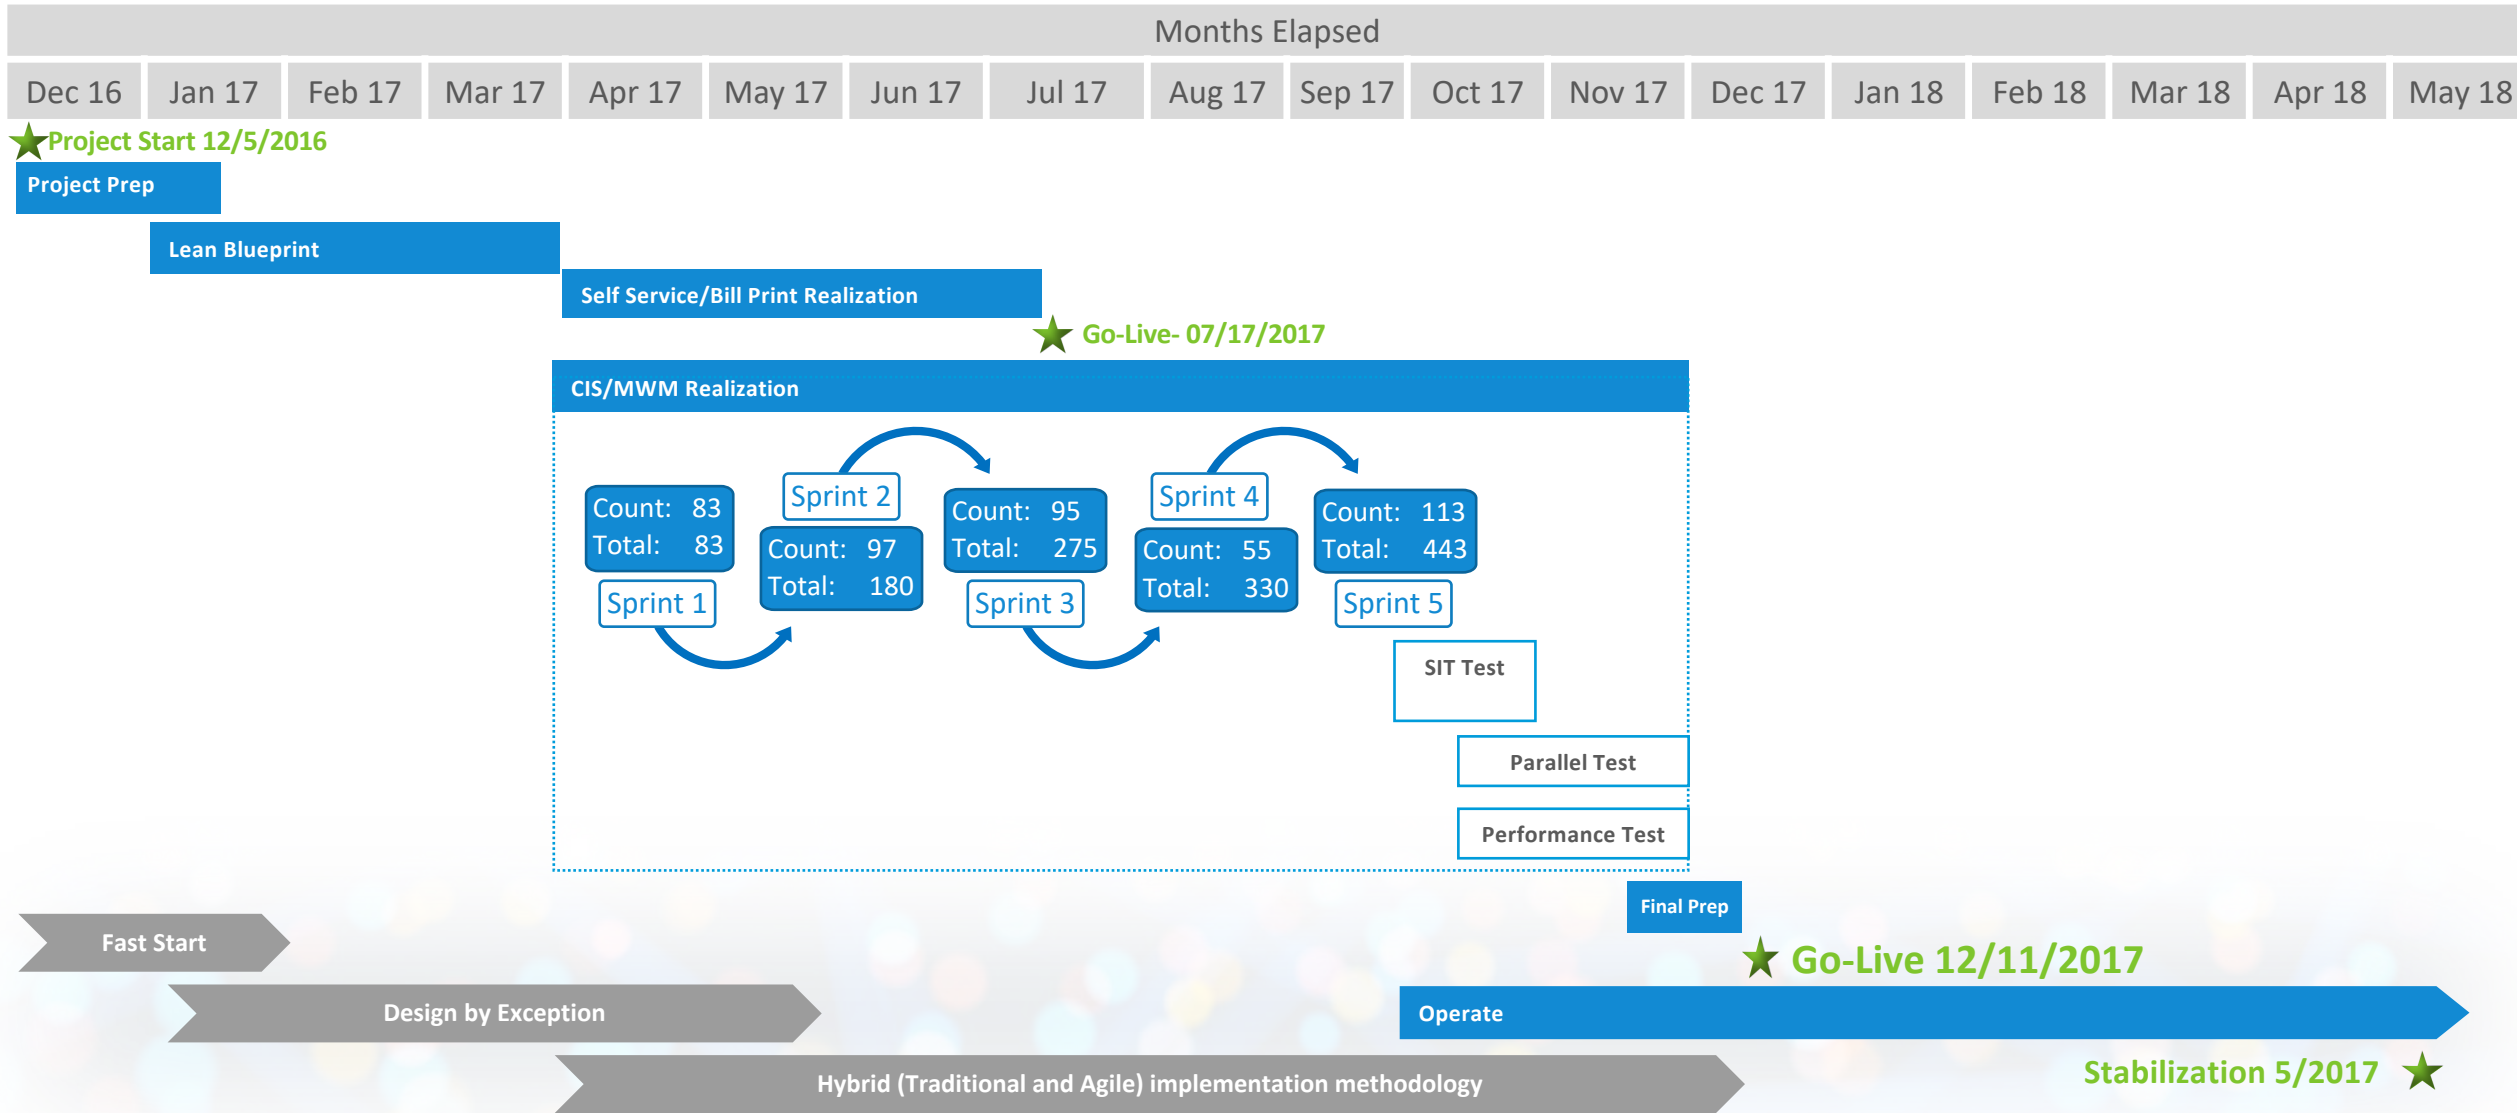 Months Elapsed
Dec 16 Jan 17 Feb 17 Mar 17 Apr 17 May 17 Jun 17 Jul 17 Aug 17 Sep 17 Oct 17 Nov 17 Dec 17 Jan 18 Feb 18 Mar 18 Apr 18 May 18
Project Start 12/5/2016
Project Prep
Lean Blueprint
Self Service/Bill Print Realization
Go-Live- 07/17/2017
CIS/MWM Realization
Count: 83
Total: 83
Sprint 1
Sprint 2
Count: 97
Total: 180
Count: 95
Total: 275
Sprint 3
Sprint 4
Count: 55
Total: 330
Count: 113
Total: 443
Sprint 5
SIT Test
Parallel Test
Performance Test
Final Prep
Fast Start
Go-Live 12/11/2017
Design by Exception
Operate
Stabilization 5/2017
Hybrid (Traditional and Agile) implementation methodology